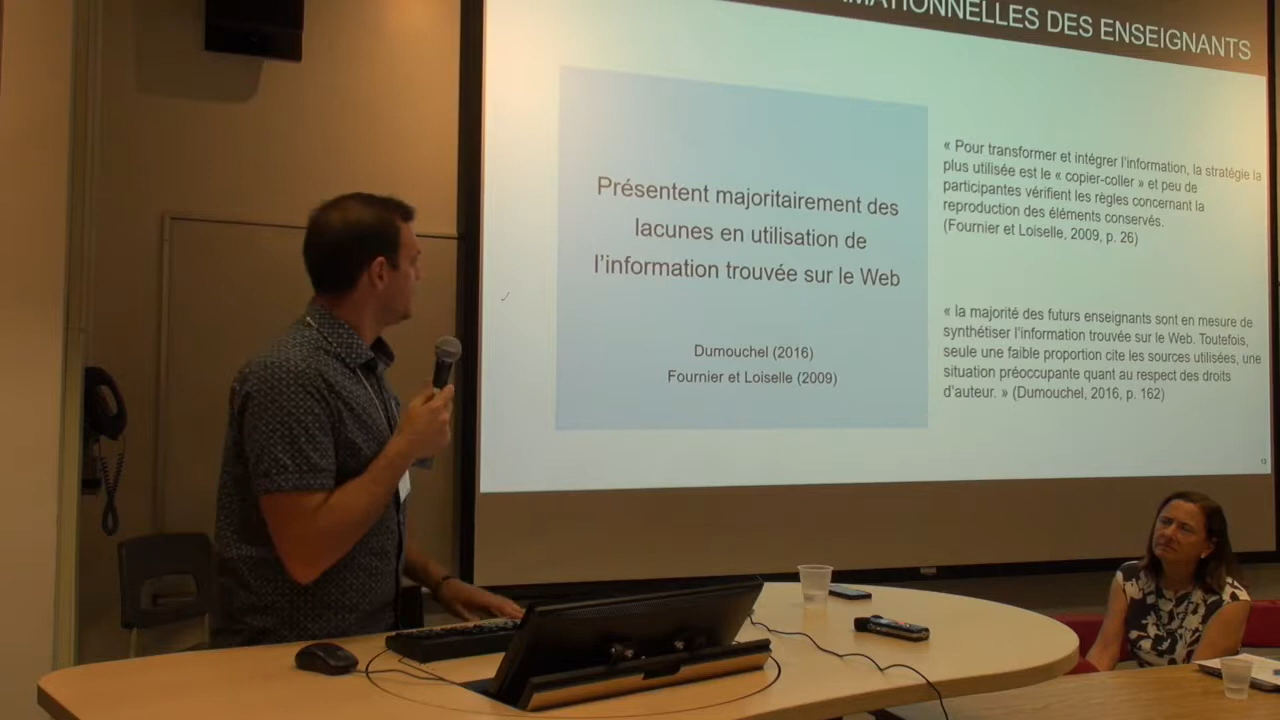 MATIONNELLES DES ENSEIGNANTS
Présentent majoritairement des
lacunes en utilisation de
l'information trouvée sur le Web
Dumouchel (2016)
Fournier et Loiselle (2009)
« Pour transformer et intégrer l'information, la stratégie la
plus utilisée est le « copier-coller » et peu de
participantes vérifient les règles concernant la
reproduction des éléments conservés.
(Fournier et Loiselle, 2009, p. 26)
« la majorité des futurs enseignants sont en mesure de
synthétiser l'information trouvée sur le Web. Toutefois,
seule une faible proportion cite les sources utilisées, une
situation préoccupante quant au respect des droits
d'auteur. » (Dumouchel, 2016, p. 162)